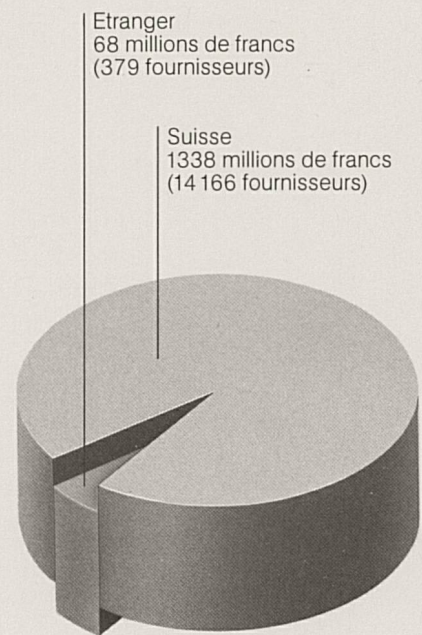 Etranger
68 millions de francs
(379 fournisseurs)
Suisse
1338 millions de francs
(14 166 fournisseurs)